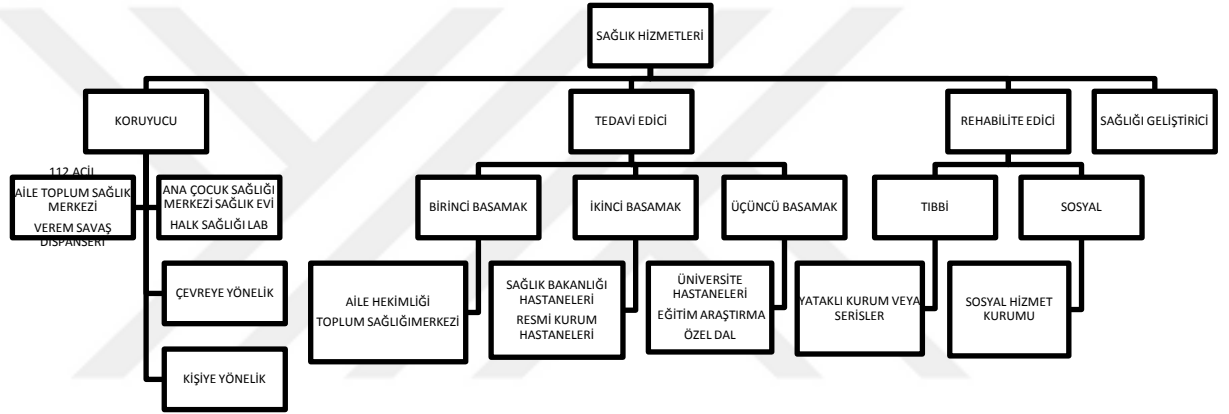 SAĞLIK HİZMETLERİ
KORUYUCU
TEDAVİ EDİCİ
REHABİLİTE EDİCİ
SAĞLIĞI GELİŞTİRİCİ
112 ACİL
AİLE TOPLUM SAĞLIK
MERKEZİ
VEREM SAVAŞ
DİSPANSERİ
ANA ÇOCUK SAĞLIĞI
MERKEZİ SAĞLIK EVİ
HALK SAĞLIĞI LAB
ÇEVREYE YÖNELİK
KİŞİYE YÖNELİK
BİRİNCİ BASAMAK
İKİNCİ BASAMAK
ÜÇÜNCÜ BASAMAK
TIBBİ
SOSYAL
AİLE HEKİMLİĞİ
TOPLUM SAĞLIĞIMERKEZİ
SAĞLIK BAKANLIĞI
HASTANELERİ
RESMİ KURUM
HASTANELERİ
ÜNİVERSİTE
HASTANELERİ
EĞİTİM ARAŞTIRMA
ÖZEL DAL
YATAKLI KURUM VEYA
SERİSLER
SOSYAL HİZMET
KURUMU